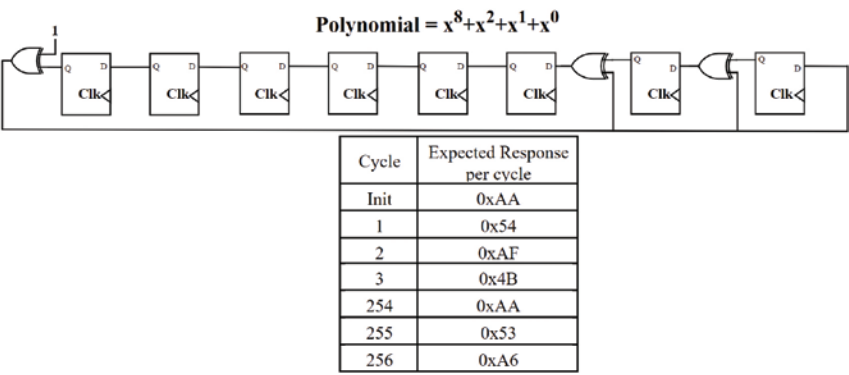 Polynomial = x⁸+x²+x¹+x⁰
1
Q D Q D Q D Q D Q D Q D Q D Q D
Clk Clk Clk Clk Clk Clk Clk Clk
Cycle Expected Response per cycle
Init 0xAA
1 0x54
2 0xAF
3 0x4B
254 0xAA
255 0x53
256 0xA6